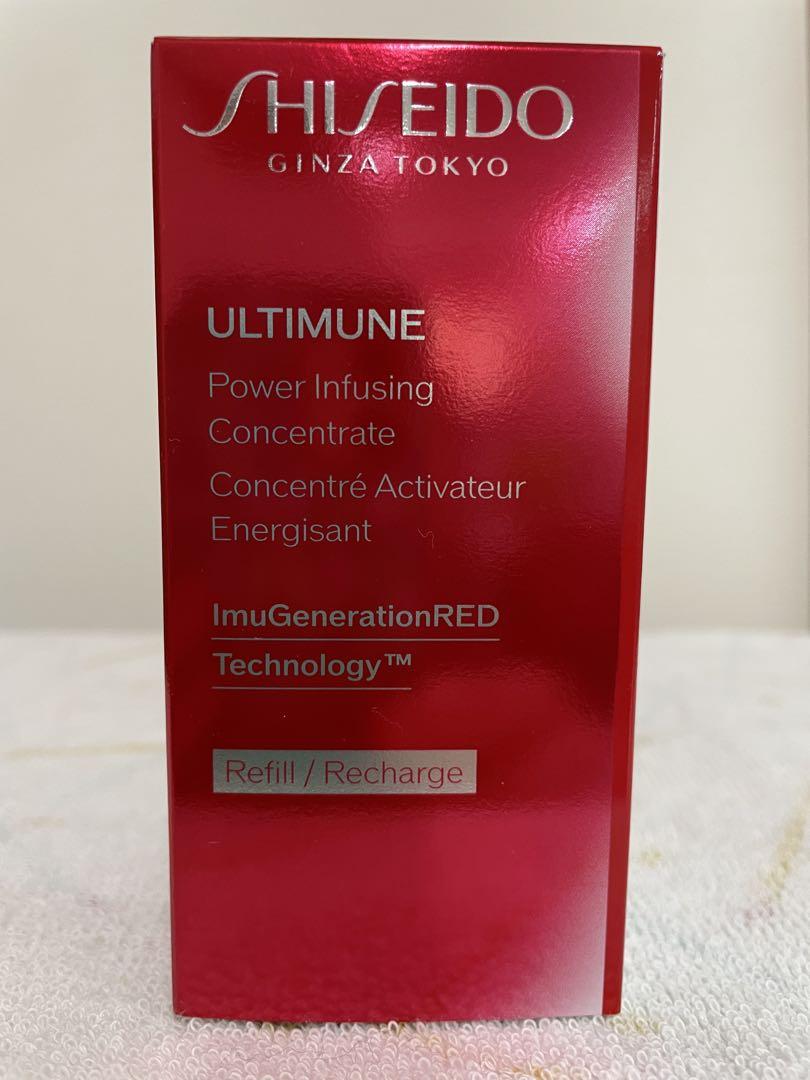 SHISEIDO
GINZA TOKYO
ULTIMUNE
Power Infusing
Concentrate
Concentré Activateur
Energisant
ImuGenerationRED
Technology™
Refill / Recharge